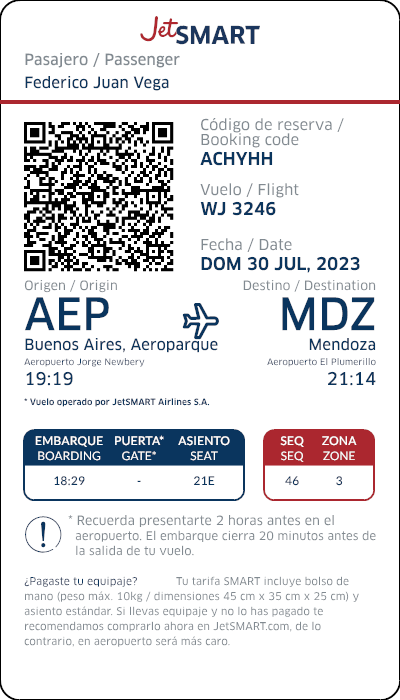 JetSMART
Pasajero / Passenger
Federico Juan Vega
Código de reserva /
Booking code
ACHYHH
Vuelo / Flight
WJ 3246
Fecha / Date
DOM 30 JUL, 2023
Origen / Origin
Destino / Destination
AEP
MDZ
Buenos Aires, Aeroparque
Mendoza
Aeropuerto Jorge Newbery
Aeropuerto El Plumerillo
19:19
21:14
* Vuelo operado por JetSMART Airlines S.A.
EMBARQUE PUERTA* ASIENTO
BOARDING GATE* SEAT
18:29 - 21E
SEQ ZONA
SEQ ZONE
46 3
* Recuerda presentarte 2 horas antes en el
aeropuerto. El embarque cierra 20 minutos antes de
la salida de tu vuelo.
¿Pagaste tu equipaje? Tu tarifa SMART incluye bolso de
mano (peso máx. 10kg / dimensiones 45 cm x 35 cm x 25 cm) y
asiento estándar. Si llevas equipaje y no lo has pagado te
recomendamos comprarlo ahora en JetSMART.com, de lo
contrario, en aeropuerto será más caro.